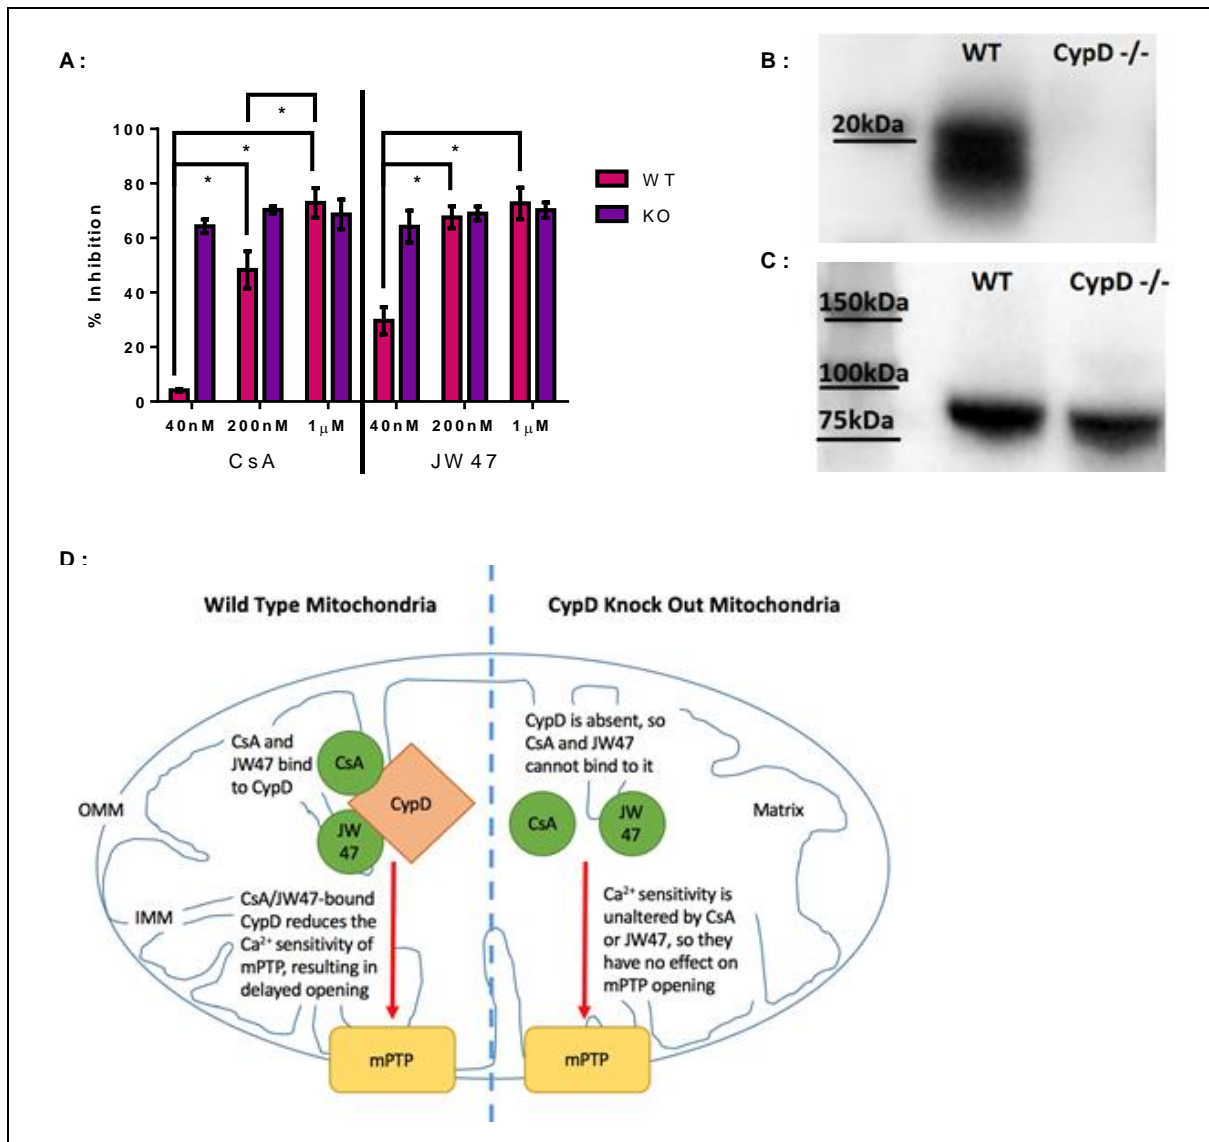 A :
100
80
60
40
20
0
% Inhibition
*
*
*
*
*
40nM 200nM 1µM 40nM 200nM 1µM
CsA JW 47
WT
KO
B :
WT CypD -/-
20kDa
C :
WT CypD -/-
150kDa
100kDa
75kDa
D :
Wild Type Mitochondria
CypD Knock Out Mitochondria
CsA and
JW47 bind
to CypD
CsA
CypD
JW
47
OMM
IMM
CsA/JW47-bound
CypD reduces the
Ca²⁺ sensitivity of
mPTP, resulting in
delayed opening
mPTP
CypD is absent, so
CsA and JW47
cannot bind to it
CsA
JW
47
Matrix
Ca²⁺ sensitivity is
unaltered by CsA
or JW47, so they
have no effect on
mPTP opening
mPTP